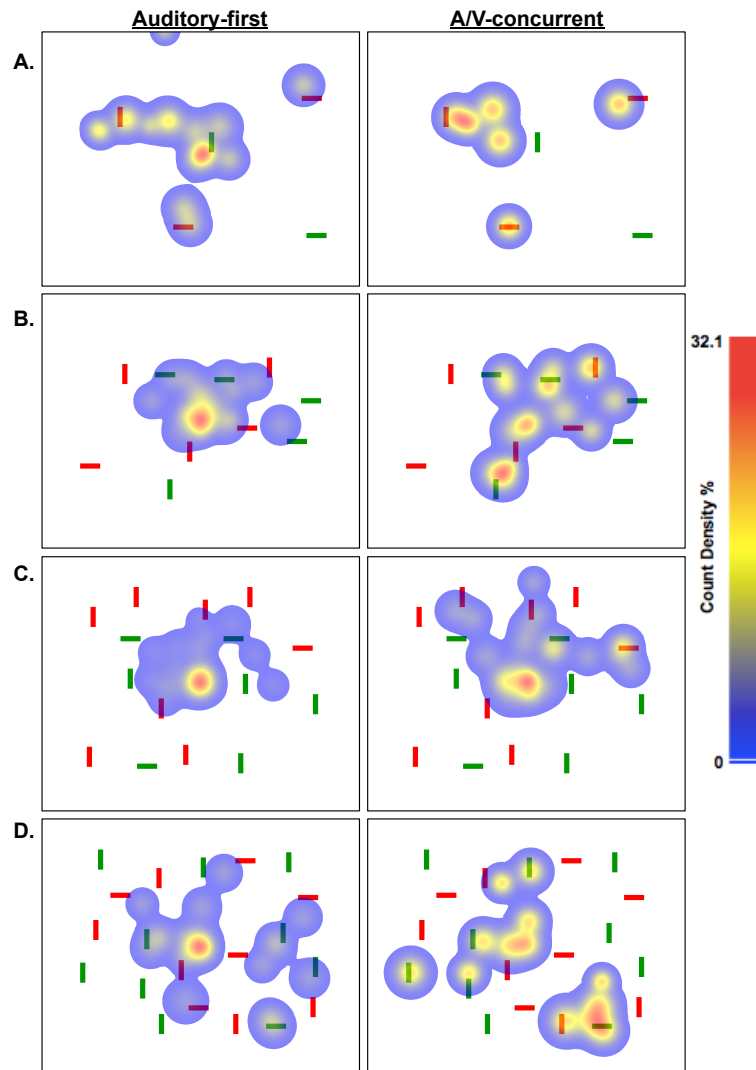 Auditory-first
A/V-concurrent
A.
B.
32.1
Count Density %
C.
0
D.